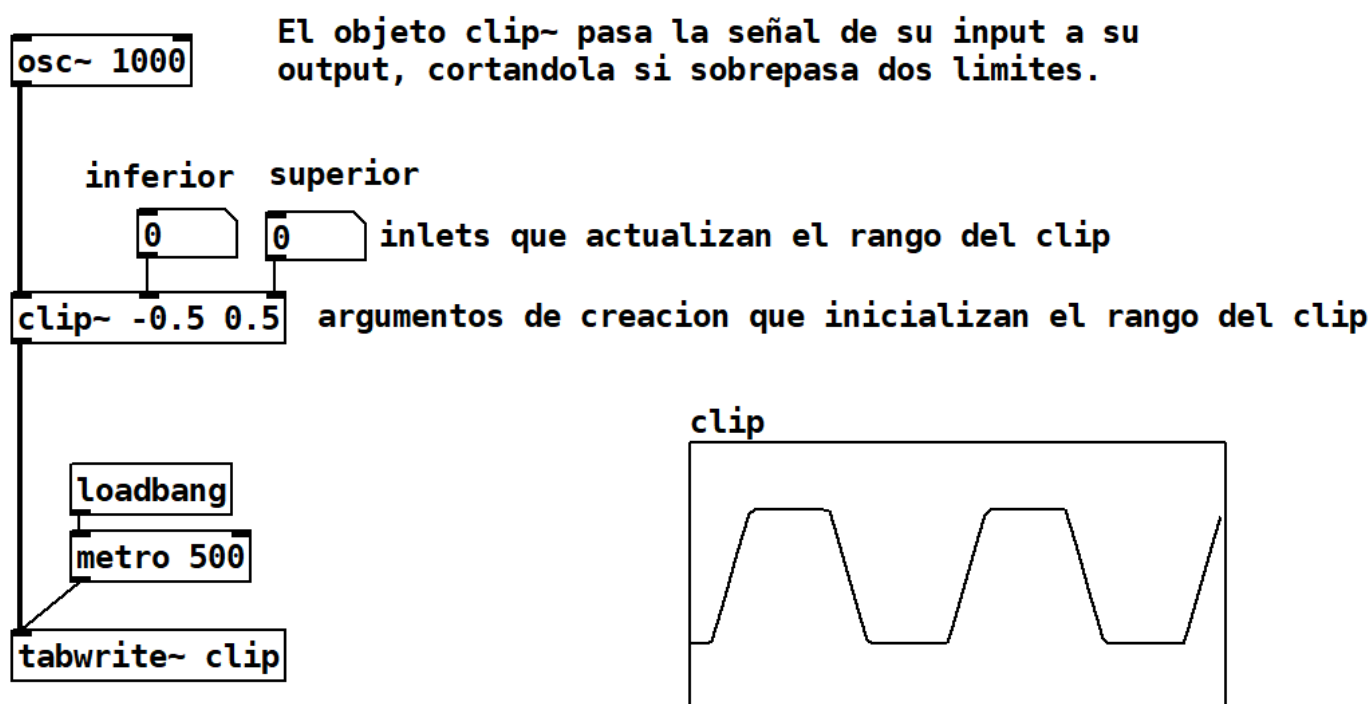 El objeto clip~ pasa la señal de su input a su
osc~ 1000
output, cortandola si sobrepasa dos limites.
inferior
superior
0
0
inlets que actualizan el rango del clip
clip~ -0.5 0.5
argumentos de creacion que inicializan el rango del clip
clip
loadbang
metro 500
tabwrite~ clip